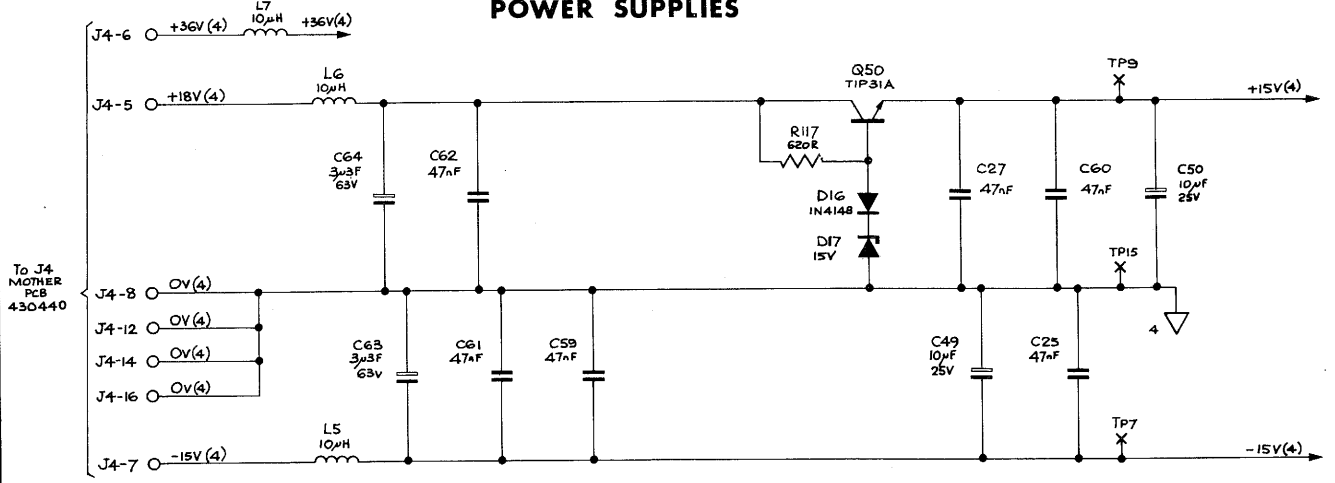 POWER SUPPLIES
L7
10µH
J4-6
+36V(4)
+36V(4)
J4-5
+18V(4)
L6
10µH
Q50
TIP31A
TP9
+15V(4)
R117
620R
C64
3µ3F
63V
C62
47nF
D16
1N4148
D17
15V
C27
47nF
C60
47nF
C50
10µF
25V
To J4
MOTHER
PCB
430440
J4-8
0V(4)
TP15
J4-12
0V(4)
J4-14
0V(4)
J4-16
0V(4)
C63
3µ3F
63V
C61
47nF
C59
47nF
C49
10µF
25V
C25
47nF
4
J4-7
-15V(4)
L5
10µH
TP7
-15V(4)